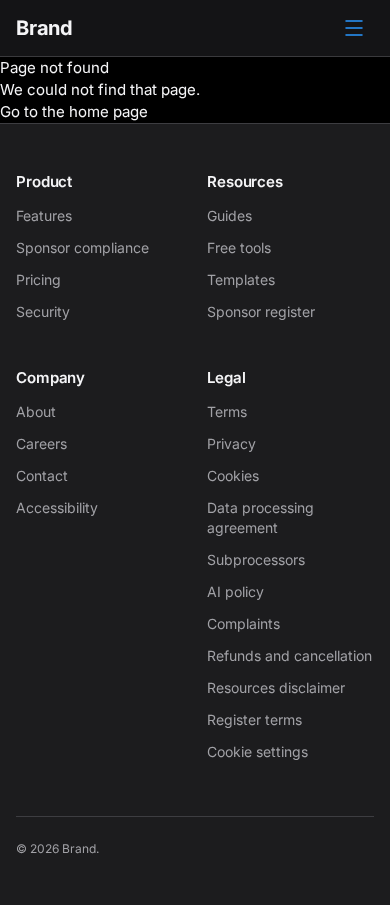 Brand
Page not found
We could not find that page.
Go to the home page
Product
Features
Sponsor compliance
Pricing
Security
Resources
Guides
Free tools
Templates
Sponsor register
Company
About
Careers
Contact
Accessibility
Legal
Terms
Privacy
Cookies
Data processing
agreement
Subprocessors
AI policy
Complaints
Refunds and cancellation
Resources disclaimer
Register terms
Cookie settings
© 2026 Brand.